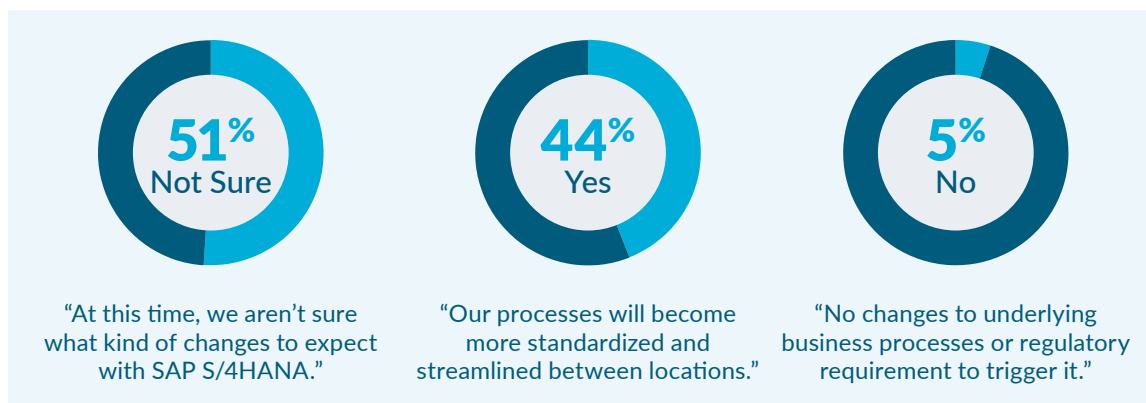 51%
Not Sure
“At this time, we aren’t sure
what kind of changes to expect
with SAP S/4HANA.”
44%
Yes
“Our processes will become
more standardized and
streamlined between locations.”
5%
No
“No changes to underlying
business processes or regulatory
requirement to trigger it.”